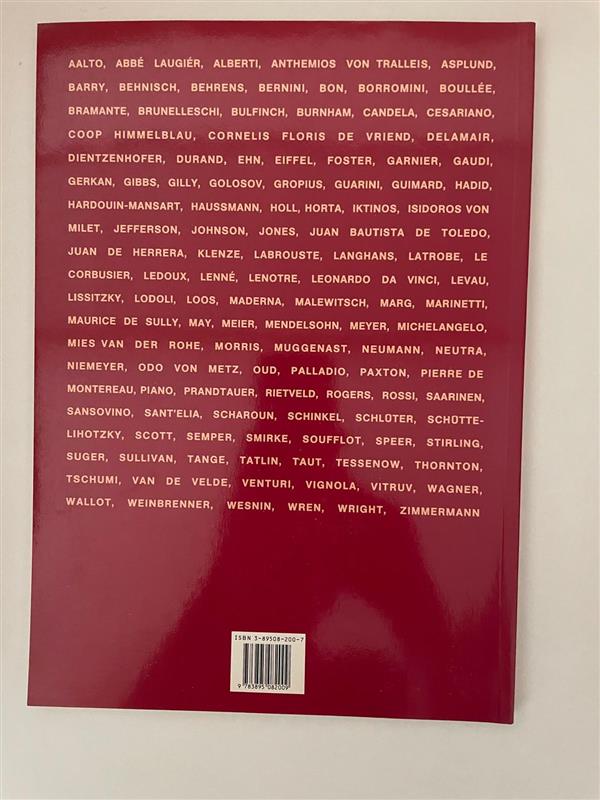 AALTO, ABBÉ LAUGIÉR, ALBERTI, ANTHEMIOS VON TRALLEIS, ASPLUND,
BARRY, BEHNISCH, BEHRENS, BERNINI, BON, BORROMINI, BOULLÉE,
BRAMANTE, BRUNELLESCHI, BULFINCH, BURNHAM, CANDELA, CESARIANO,
COOP HIMMELBLAU, CORNELIS FLORIS DE VRIEND, DELAMAIR,
DIENTZENHOFER, DURAND, EHN, EIFFEL, FOSTER, GARNIER, GAUDI,
GERKAN, GIBBS, GILLY, GOLOSOV, GROPIUS, GUARINI, GUIMARD, HADID,
HARDOUIN-MANSART, HAUSSMANN, HOLL, HORTA, IKTINOS, ISIDOROS VON
MILET, JEFFERSON, JOHNSON, JONES, JUAN BAUTISTA DE TOLEDO,
JUAN DE HERRERA, KLENZE, LABROUSTE, LANGHANS, LATROBE, LE
CORBUSIER, LEDOUX, LENNÉ, LENOTRE, LEONARDO DA VINCI, LEVAU,
LISSITZKY, LODOLI, LOOS, MADERNA, MALEWITSCH, MARG, MARINETTI,
MAURICE DE SULLY, MAY, MEIER, MENDELSOHN, MEYER, MICHELANGELO,
MIES VAN DER ROHE, MORRIS, MUGGENAST, NEUMANN, NEUTRA,
NIEMEYER, ODO VON METZ, OUD, PALLADIO, PAXTON, PIERRE DE
MONTEREAU, PIANO, PRANDTAUER, RIETVELD, ROGERS, ROSSI, SAARINEN,
SANSOVINO, SANT'ELIA, SCHAROUN, SCHINKEL, SCHLÜTER, SCHÜTTE-
LIHOTZKY, SCOTT, SEMPER, SMIRKE, SOUFFLOT, SPEER, STIRLING,
SUGER, SULLIVAN, TANGE, TATLIN, TAUT, TESSENOW, THORNTON,
TSCHUMI, VAN DE VELDE, VENTURI, VIGNOLA, VITRUV, WAGNER,
WALLOT, WEINBRENNER, WESNIN, WREN, WRIGHT, ZIMMERMANN
ISBN 3-89508-200-7
9 783895 082009